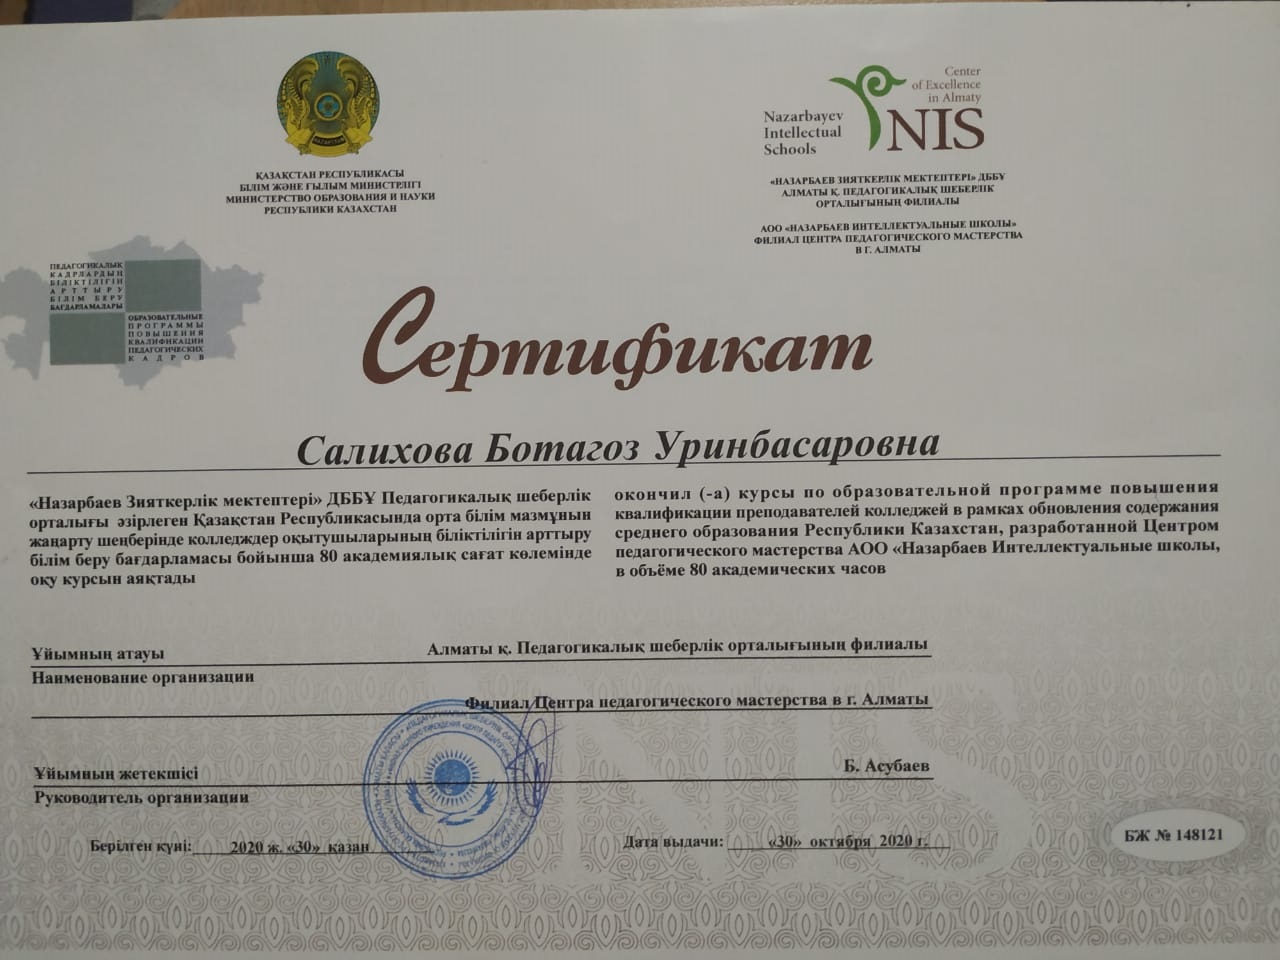 ҚАЗАҚСТАН РЕСПУБЛИКАСЫ
БІЛІМ ЖӘНЕ ҒЫЛЫМ МИНИСТРЛІГІ
МИНИСТЕРСТВО ОБРАЗОВАНИЯ И НАУКИ
РЕСПУБЛИКИ КАЗАХСТАН
Center
of Excellence
in Almaty
Nazarbayev
Intellectual
Schools
NIS
«НАЗАРБАЕВ ЗИЯТКЕРЛІК МЕКТЕПТЕРІ» ДББҰ
АЛМАТЫ Қ. ПЕДАГОГИКАЛЫҚ ШЕБЕРЛІК
ОРТАЛЫҒЫНЫҢ ФИЛИАЛЫ
АОО «НАЗАРБАЕВ ИНТЕЛЛЕКТУАЛЬНЫЕ ШКОЛЫ»
ФИЛИАЛ ЦЕНТРА ПЕДАГОГИЧЕСКОГО МАСТЕРСТВА
В Г. АЛМАТЫ
ПЕДАГОГИКАЛЫҚ
КАДРЛАРДЫҢ
БІЛІКТІЛІГІН
АРТТЫРУ
БІЛІМ БЕРУ
БАҒДАРЛАМАЛАРЫ
ОБРАЗОВАТЕЛЬНЫЕ
ПРОГРАММЫ
ПОВЫШЕНИЯ
КВАЛИФИКАЦИИ
ПЕДАГОГИЧЕСКИХ
КАДРОВ
Сертификат
Салихова Ботагоз Уринбасаровна
«Назарбаев Зияткерлік мектептері» ДББҰ Педагогикалық шеберлік
орталығы әзірлеген Қазақстан Республикасында орта білім мазмұнын
жаңарту шеңберінде колледждер оқытушыларының біліктілігін арттыру
білім беру бағдарламасы бойынша 80 академиялық сағат көлемінде
оқу курсын аяқтады
окончил (-а) курсы по образовательной программе повышения
квалификации преподавателей колледжей в рамках обновления содержания
среднего образования Республики Казахстан, разработанной Центром
педагогического мастерства АОО «Назарбаев Интеллектуальные школы,
в объёме 80 академических часов
Ұйымның атауы Алматы қ. Педагогикалық шеберлік орталығының филиалы
Наименование организации
Филиал Центра педагогического мастерства в г. Алматы
Ұйымның жетекшісі Б. Асубаев
Руководитель организации
Берілген күні: 2020 ж. «30» қазан
Дата выдачи: «30» октября 2020 г.
БЖ № 148121